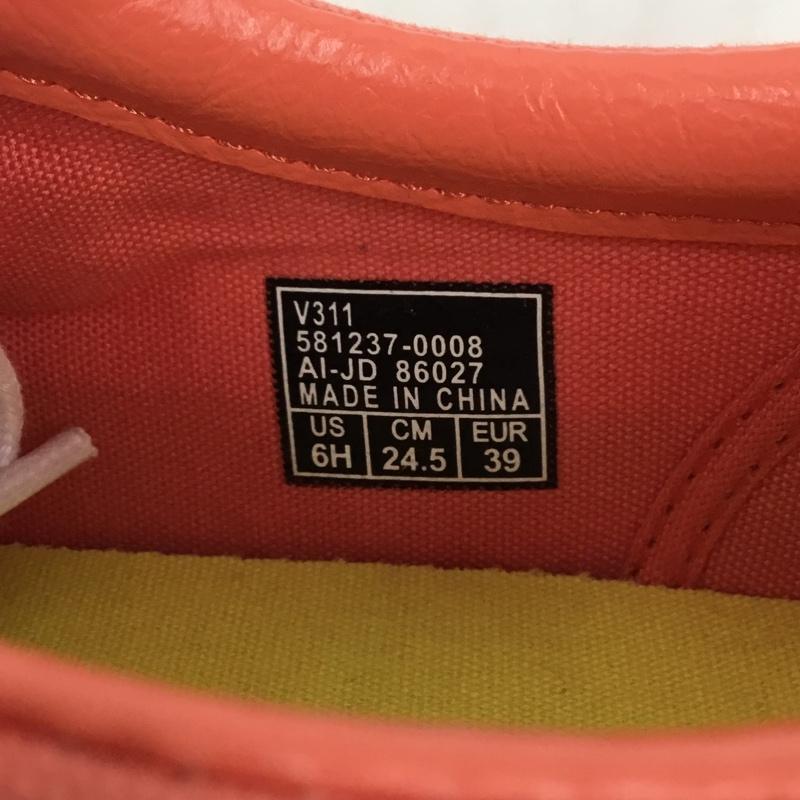 V311
581237-0008
AI-JD 86027
MADE IN CHINA
US CM EUR
6H 24.5 39